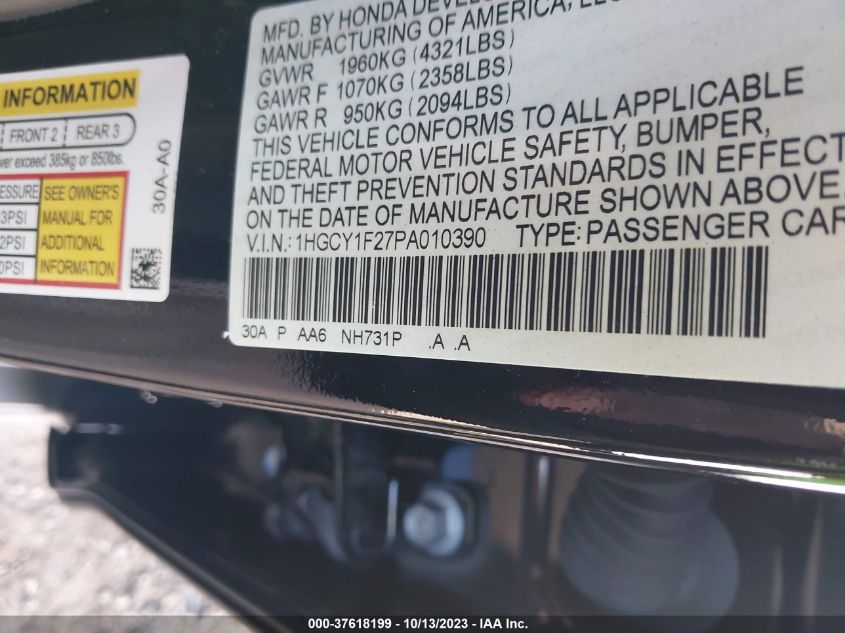 INFORMATION
FRONT 2 REAR 3
exceed 385kg or 850lbs.
SEE OWNER'S
MANUAL FOR
ADDITIONAL
INFORMATION
30A-A0
MFD. BY HONDA
MANUFACTURING OF AMERICA,
GVWR 1960KG (4321LBS)
GAWR F 1070KG (2358LBS)
GAWR R 950KG (2094LBS)
THIS VEHICLE CONFORMS TO ALL APPLICABLE
FEDERAL MOTOR VEHICLE SAFETY, BUMPER,
AND THEFT PREVENTION STANDARDS IN EFFECT
ON THE DATE OF MANUFACTURE SHOWN ABOVE.
V.I.N.: 1HGCY1F27PA010390 TYPE: PASSENGER CAR
30A P AA6 NH731P .A .A
000-37618199 - 10/13/2023 - IAA Inc.